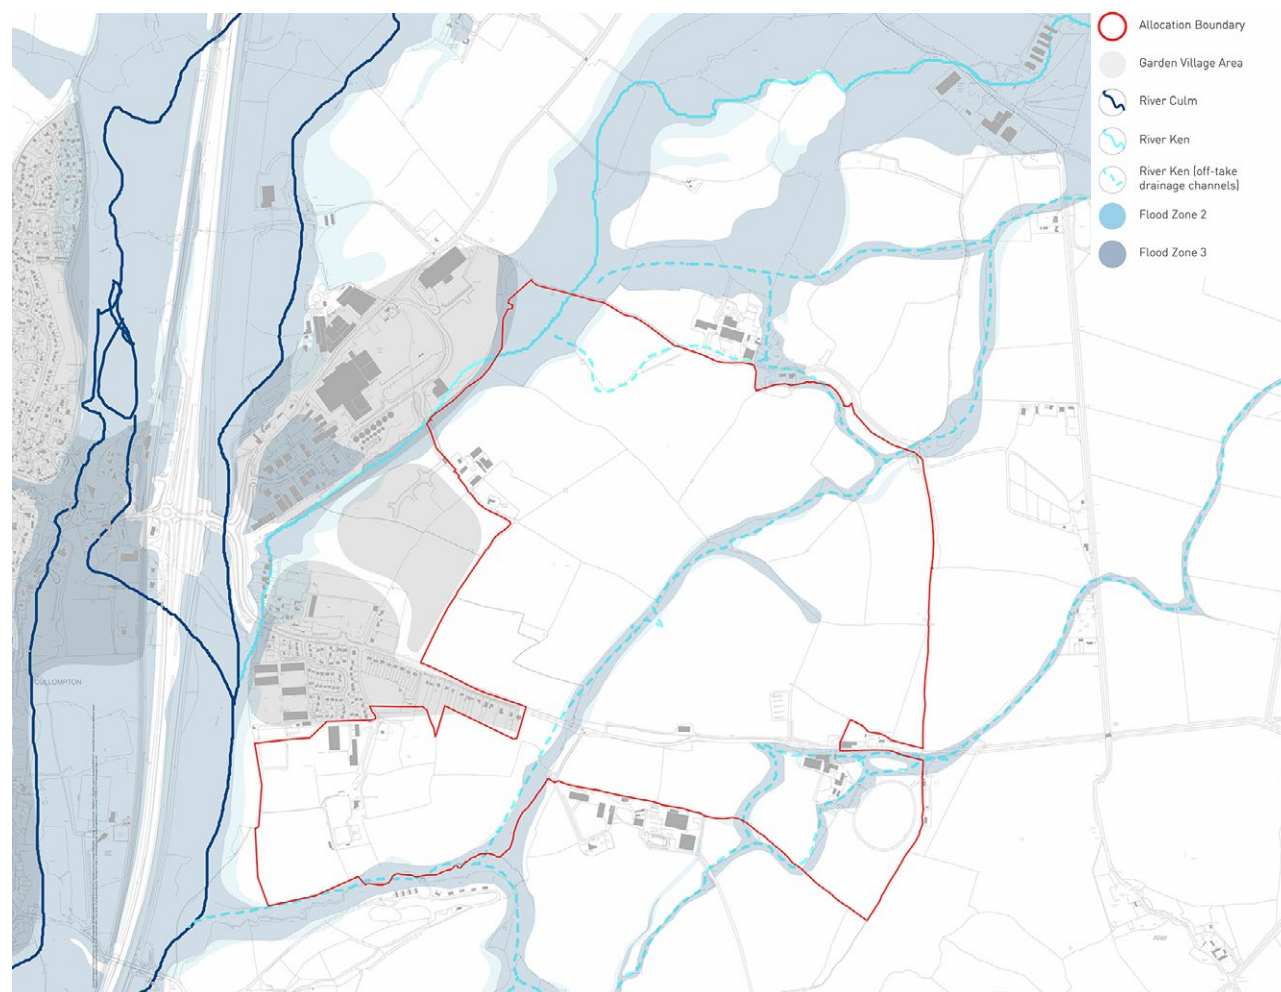 Allocation Boundary
Garden Village Area
River Culm
River Ken
River Ken (off-take
drainage channels)
Flood Zone 2
Flood Zone 3
CULLOMPTON
Aller